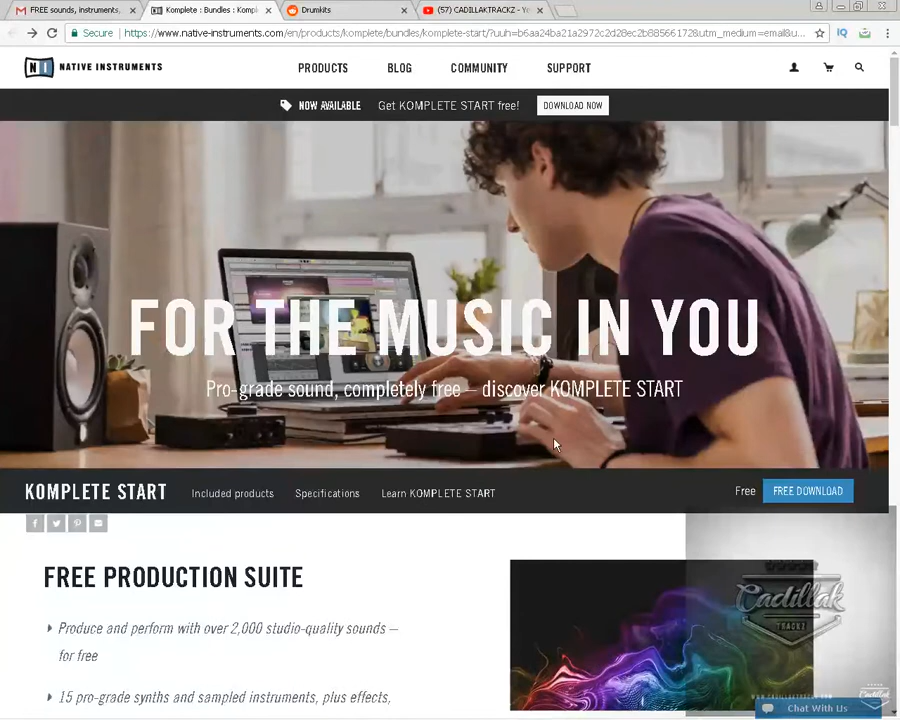 FREE sounds, instruments,
Komplete : Bundles : Kompl
Drumkits
(57) CADILLAKTRACKZ - Yo
Secure
https://www.native-instruments.com/en/products/komplete/bundles/komplete-start/?uuh=b6aa24ba21a2972c2d28ec2b885661728&utm_medium=email&u...
NI NATIVE INSTRUMENTS
PRODUCTS
BLOG
COMMUNITY
SUPPORT
NOW AVAILABLE Get KOMPLETE START free! DOWNLOAD NOW
FOR THE MUSIC IN YOU
Pro-grade sound, completely free – discover KOMPLETE START
KOMPLETE START
Included products
Specifications
Learn KOMPLETE START
Free
FREE DOWNLOAD
FREE PRODUCTION SUITE
Produce and perform with over 2,000 studio-quality sounds –
for free
15 pro-grade synths and sampled instruments, plus effects,
Cadillak
TRACKZ
Chat With Us